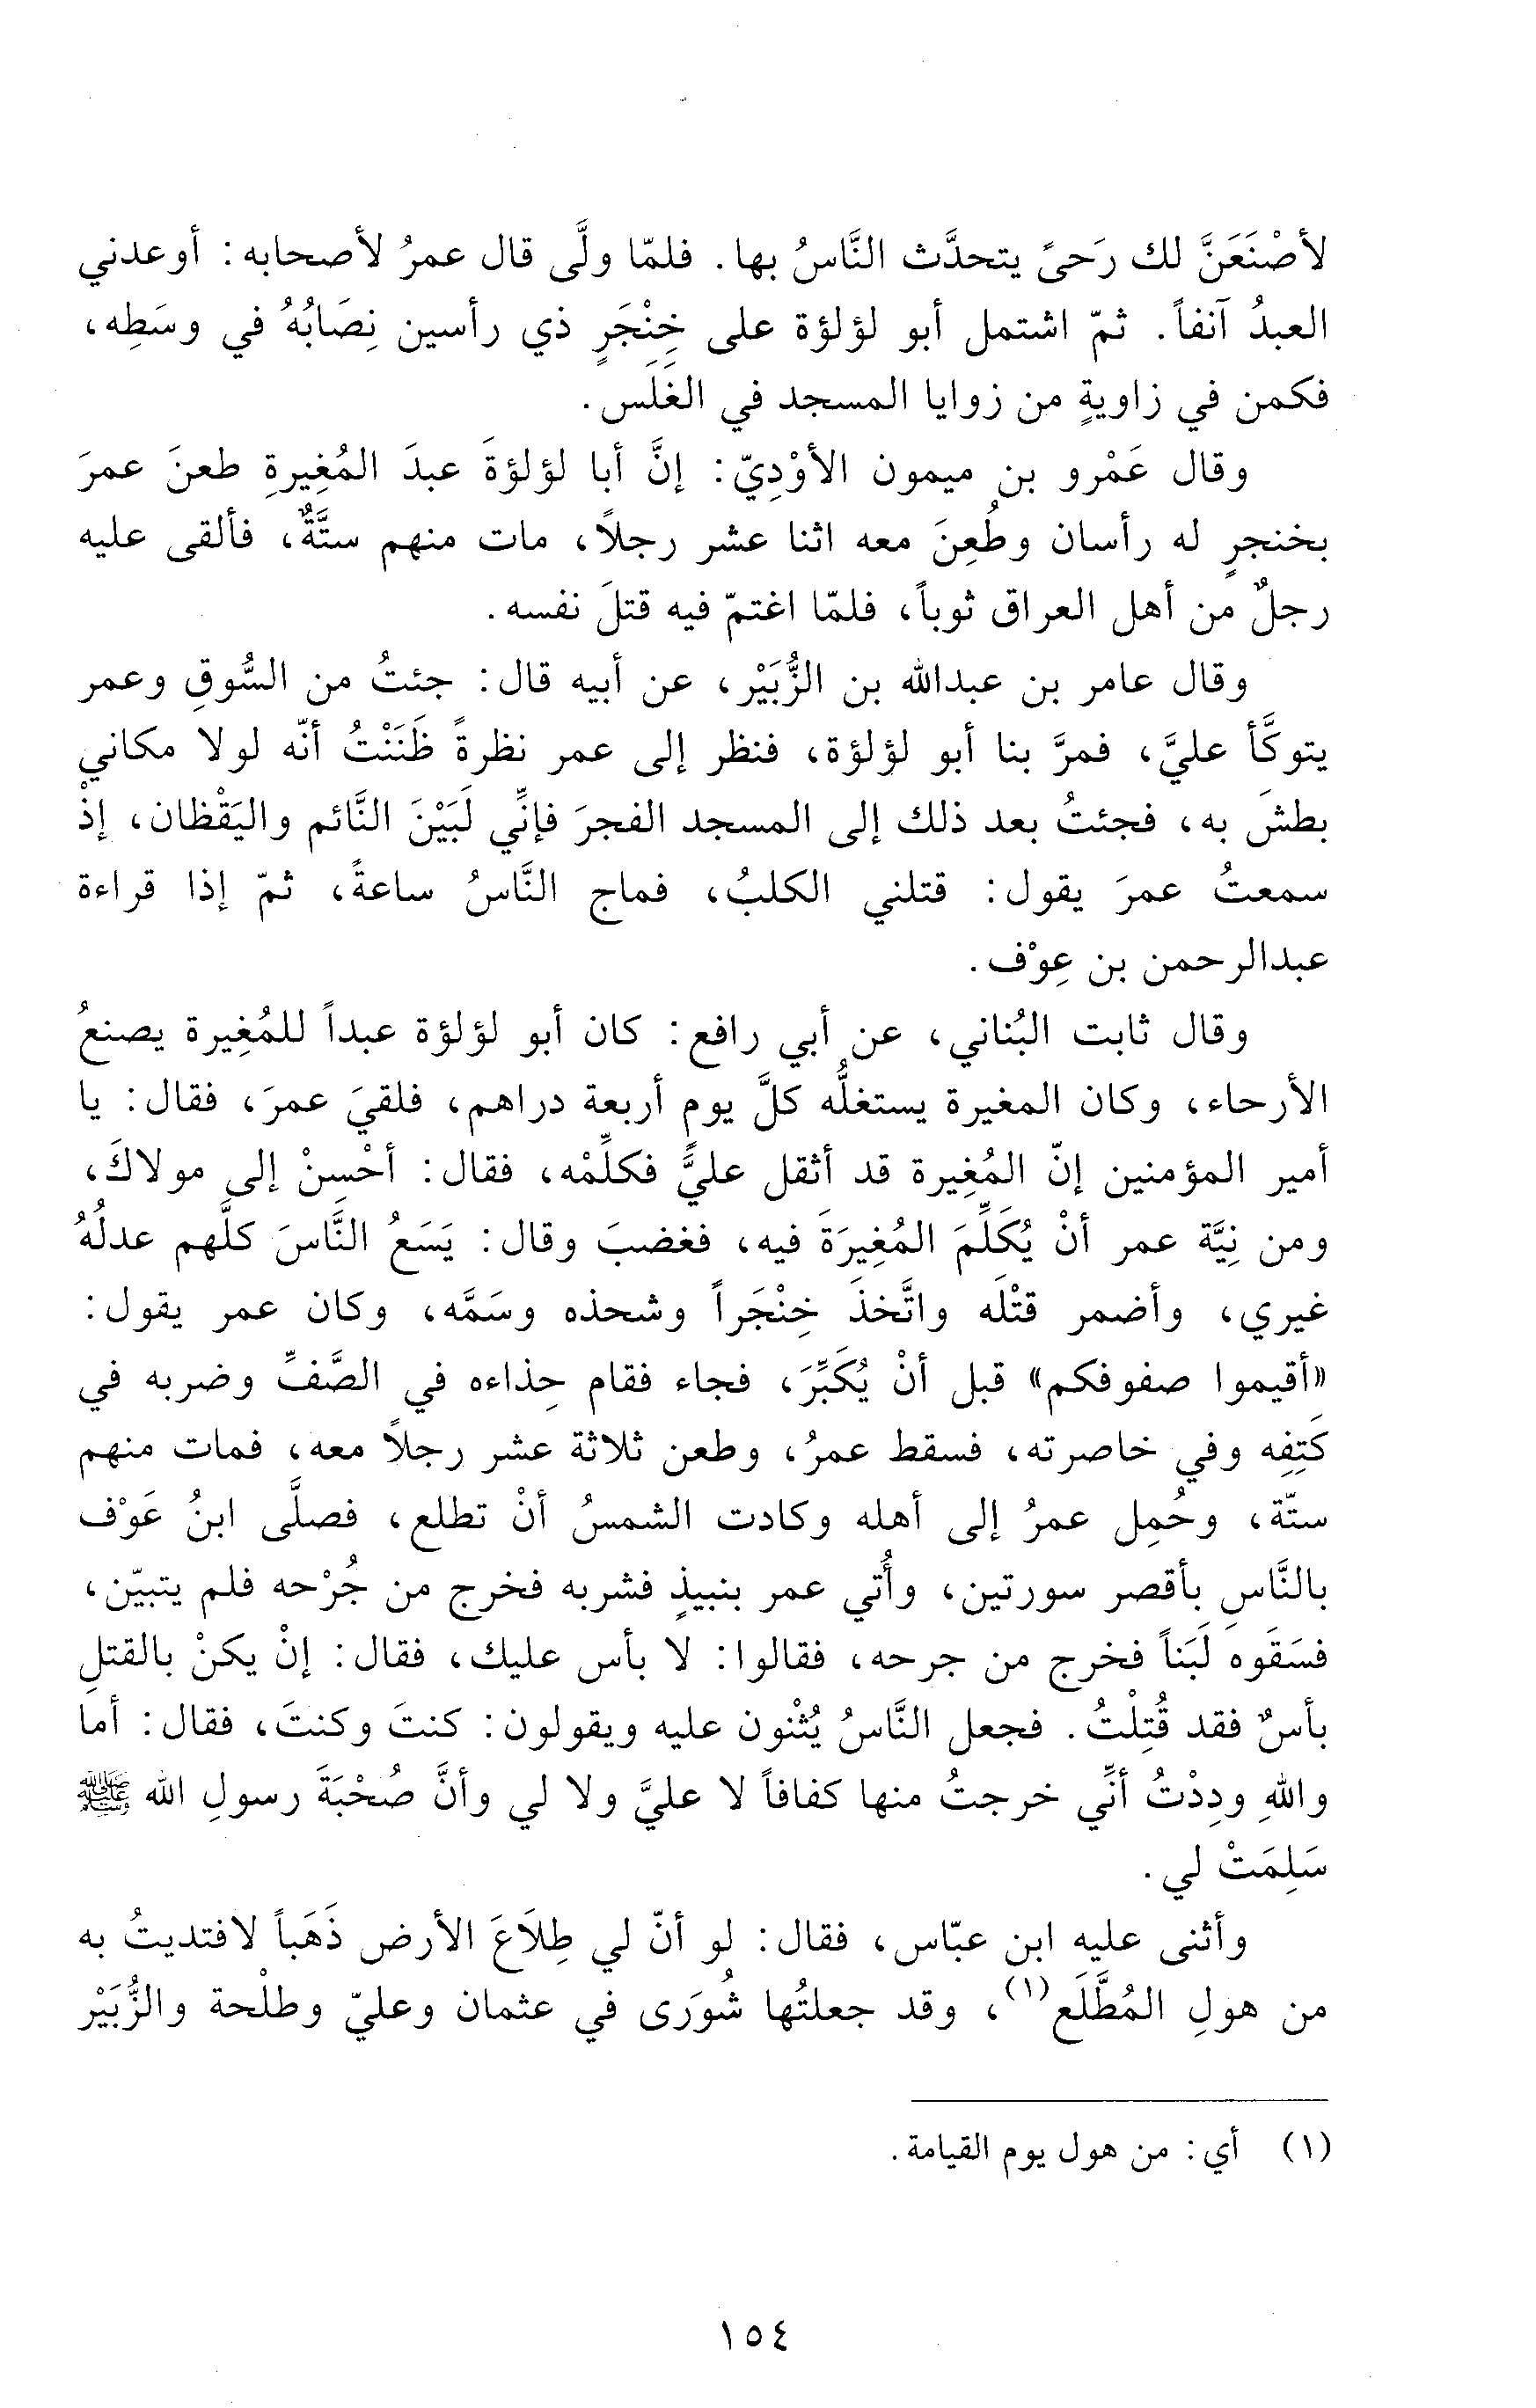 لأصْنَعَنَّ لك رَحىً يتحدَّث النَّاسُ بها. فلمّا ولَّى قال عمرُ لأصحابه: أوعدني
العبدُ آنفاً. ثمّ اشتمل أبو لؤلؤة على خِنْجَرٍ ذي رأسين نِصَابُهُ في وسَطِه،
فكمن في زاويةٍ من زوايا المسجد في الغَلَس.
وقال عَمْرو بن ميمون الأوْدِيّ: إنَّ أبا لؤلؤةَ عبدَ المُغِيرةِ طعنَ عمرَ
بخنجرٍ له رأسان وطُعِنَ معه اثنا عشر رجلاً، مات منهم ستَّةٌ، فألقى عليه
رجلٌ من أهل العراق ثوباً، فلمّا اغتمّ فيه قتلَ نفسه.
وقال عامر بن عبدالله بن الزُّبَيْر، عن أبيه قال: جئتُ من السُّوقِ وعمر
يتوكَّأ عليَّ، فمرَّ بنا أبو لؤلؤة، فنظر إلى عمر نظرةً ظَنَنْتُ أنّه لولا مكاني
بطشَ به، فجئتُ بعد ذلك إلى المسجد الفجرَ فإنِّي لَبَيْنَ النَّائم واليَقْظان، إذْ
سمعتُ عمرَ يقول: قتلني الكلبُ، فماج النَّاسُ ساعةً، ثمّ إذا قراءة
عبدالرحمن بن عِوْف.
وقال ثابت البُناني، عن أبي رافع: كان أبو لؤلؤة عبداً للمُغِيرة يصنعُ
الأرحاء، وكان المغيرة يستغلُّه كلَّ يومٍ أربعة دراهم، فلقيَ عمرَ، فقال: يا
أمير المؤمنين إنّ المُغِيرة قد أثقل عليَّ فكلِّمْه، فقال: أحْسِنْ إلى مولاكَ،
ومن نِيَّة عمر أنْ يُكَلِّمَ المُغِيرَةَ فيه، فغضبَ وقال: يَسَعُ النَّاسَ كلَّهم عدلُهُ
غيري، وأضمر قتْلَه واتَّخذَ خِنْجَراً وشحذه وسَمَّه، وكان عمر يقول:
«أقيموا صفوفكم» قبل أنْ يُكَبِّرَ، فجاء فقام حِذاءه في الصَّفِّ وضربه في
كَتِفِه وفي خاصرته، فسقط عمرُ، وطعن ثلاثة عشر رجلاً معه، فمات منهم
ستّة، وحُمِل عمرُ إلى أهله وكادت الشمسُ أنْ تطلع، فصلَّى ابنُ عَوْف
بالنَّاسِ بأقصر سورتين، وأُتي عمر بنبيذٍ فشربه فخرج من جُرْحه فلم يتبيّن،
فسَقَوه لَبَناً فخرج من جرحه، فقالوا: لا بأس عليك، فقال: إنْ يكنْ بالقتلِ
بأسٌ فقد قُتِلْتُ. فجعل النَّاسُ يُثْنون عليه ويقولون: كنتَ وكنتَ، فقال: أما
واللهِ ودِدْتُ أنِّي خرجتُ منها كفافاً لا عليَّ ولا لي وأنَّ صُحْبَةَ رسولِ الله ﷺ
سَلِمَتْ لي.
وأثنى عليه ابن عبّاس، فقال: لو أنّ لي طِلَاعَ الأرض ذَهَباً لافتديتُ به
من هولِ المُطَّلَع(١)، وقد جعلتُها شُورَى في عثمان وعليّ وطلْحة والزُّبَيْر
(١) أي: من هول يوم القيامة.
١٥٤